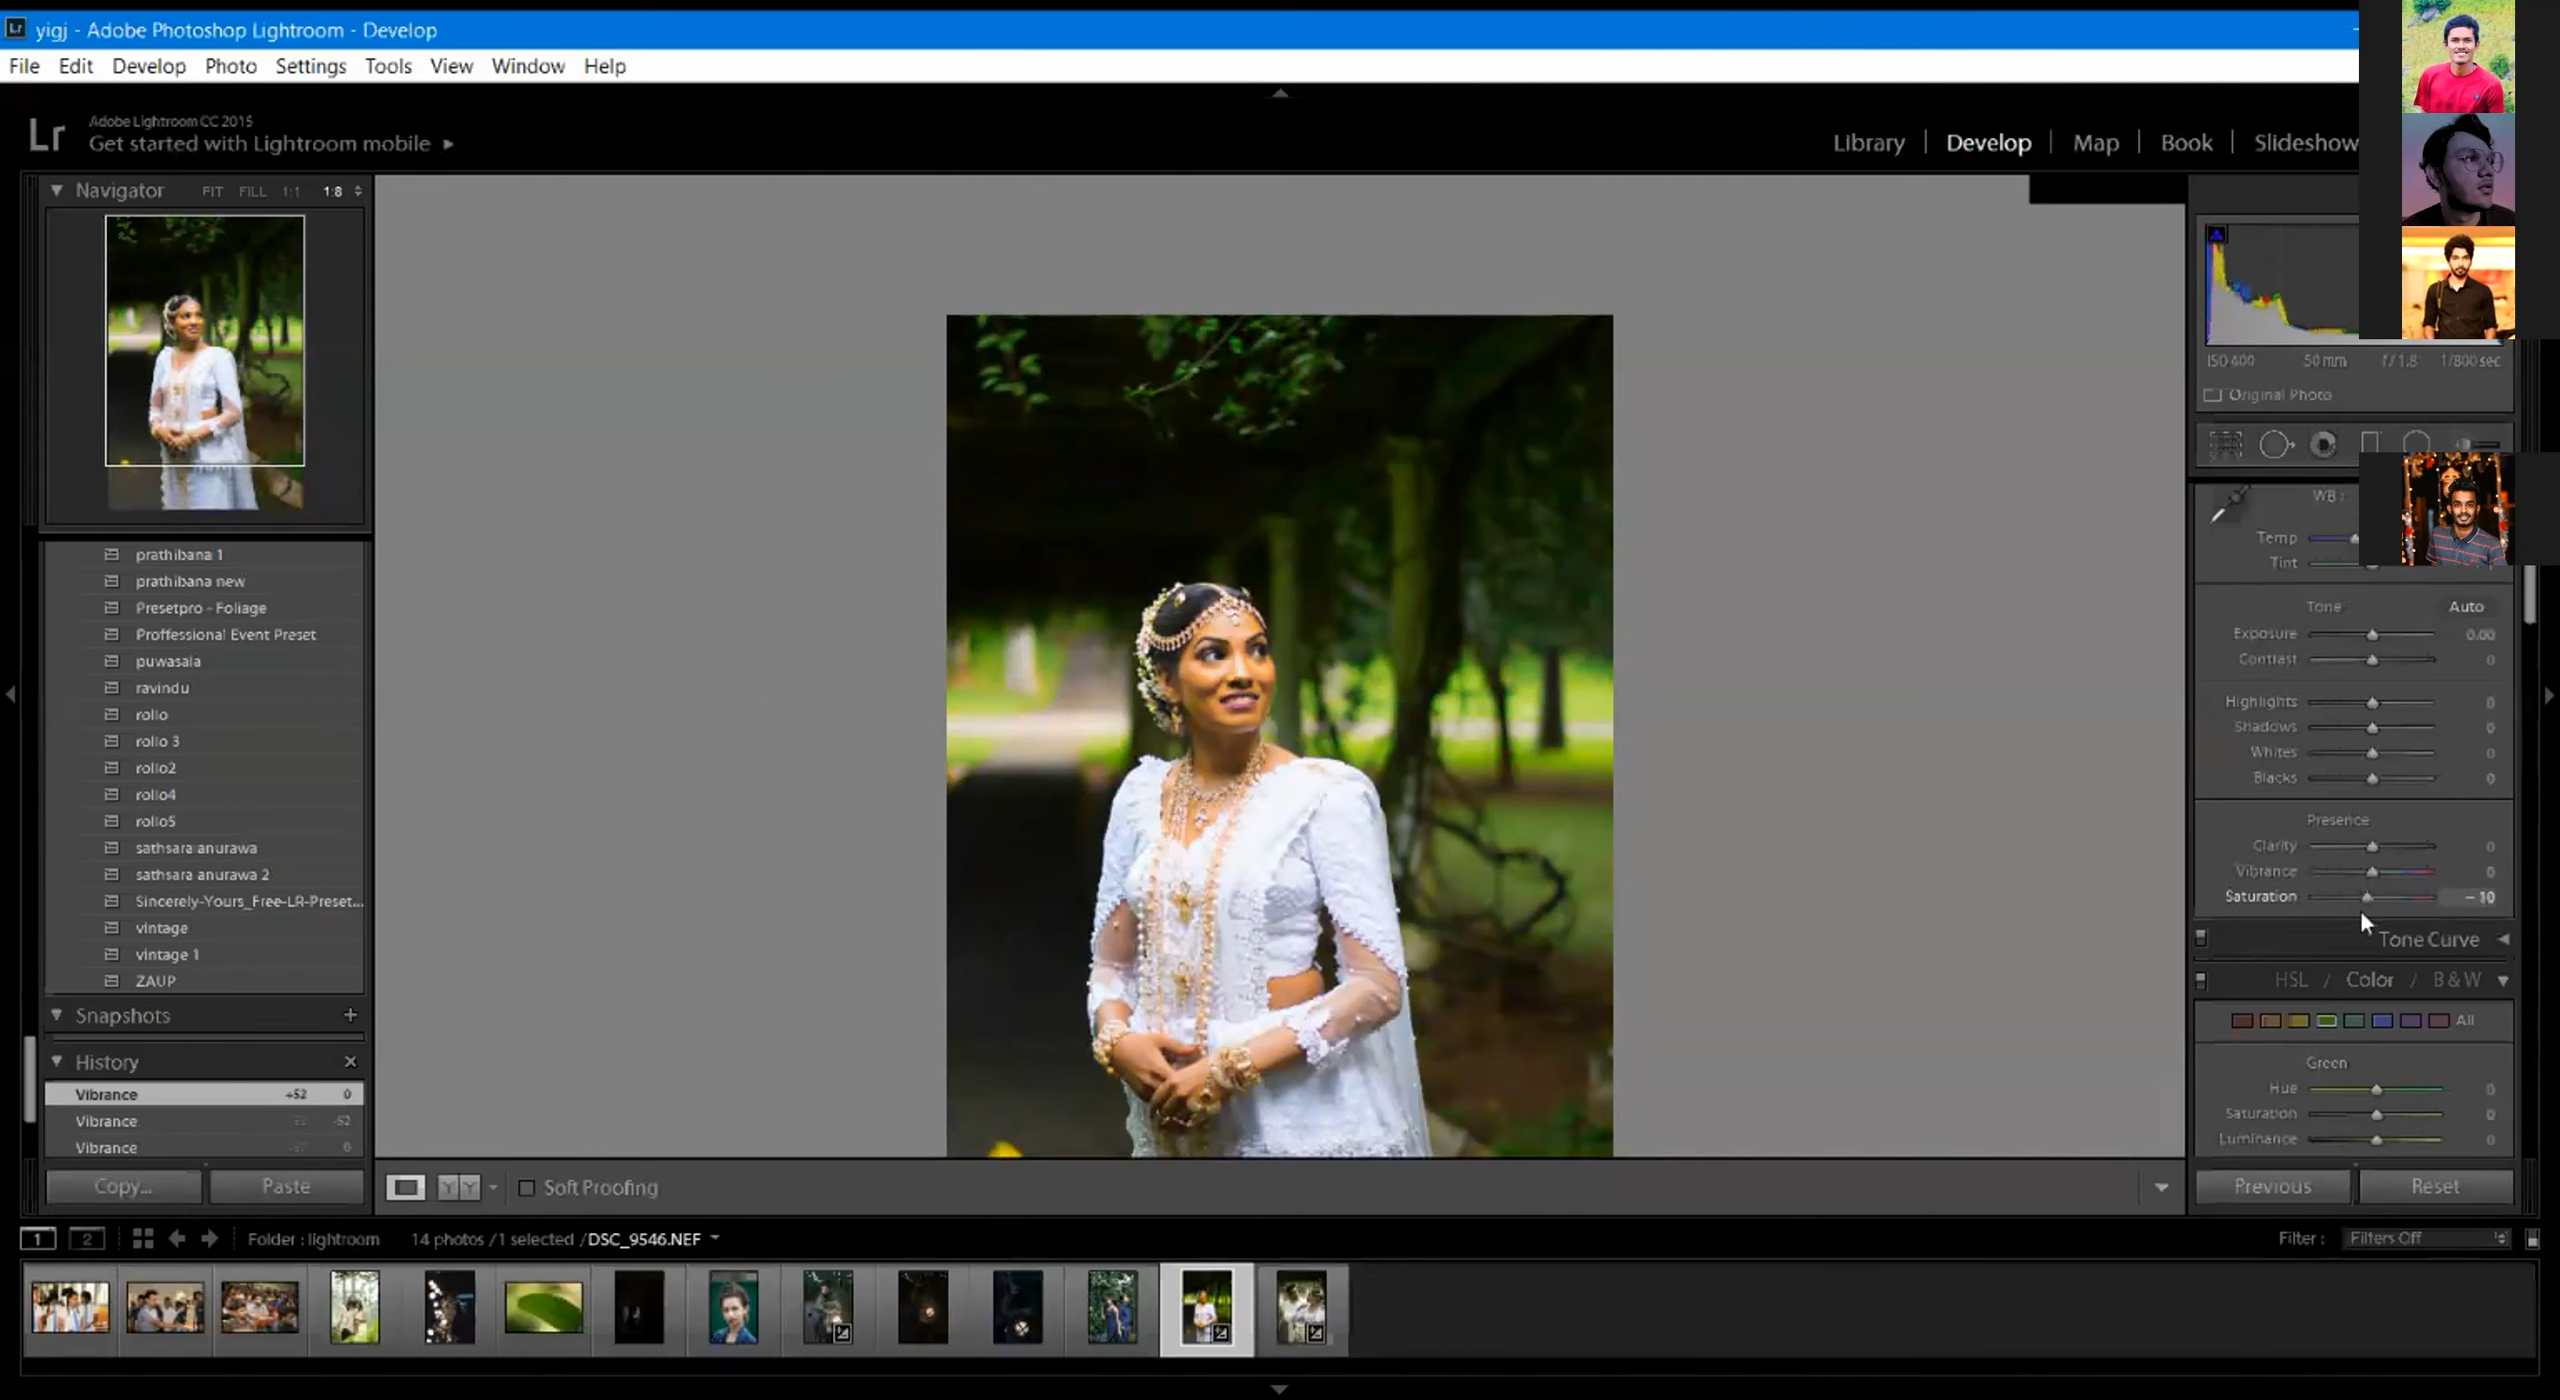 yigj - Adobe Photoshop Lightroom - Develop
File Edit Develop Photo Settings Tools View Window Help
Lr
Adobe Lightroom CC 2015
Get started with Lightroom mobile
Library | Develop | Map | Book | Slideshow
Navigator FIT FILL 1:1 1:8
prathibana 1
prathibana new
Presetpro - Foliage
Proffessional Event Preset
puwasala
ravindu
rollo
rollo 3
rollo2
rollo4
rollo5
sathsara anurawa
sathsara anurawa 2
Sincerely-Yours_Free-LR-Preset...
vintage
vintage 1
ZAUP
Snapshots +
History ×
Vibrance +52 0
Vibrance -52
Vibrance 0
Copy... Paste
Soft Proofing
ISO 400 50 mm f / 1.8 1/800 sec
Original Photo
WB :
Temp
Tint
Tone Auto
Exposure 0.00
Contrast 0
Highlights 0
Shadows 0
Whites 0
Blacks 0
Presence
Clarity 0
Vibrance 0
Saturation - 10
Tone Curve
HSL / Color / B & W
All
Green
Hue 0
Saturation 0
Luminance 0
Previous Reset
1 2 Folder : lightroom 14 photos / 1 selected / DSC_9546.NEF Filter : Filters Off